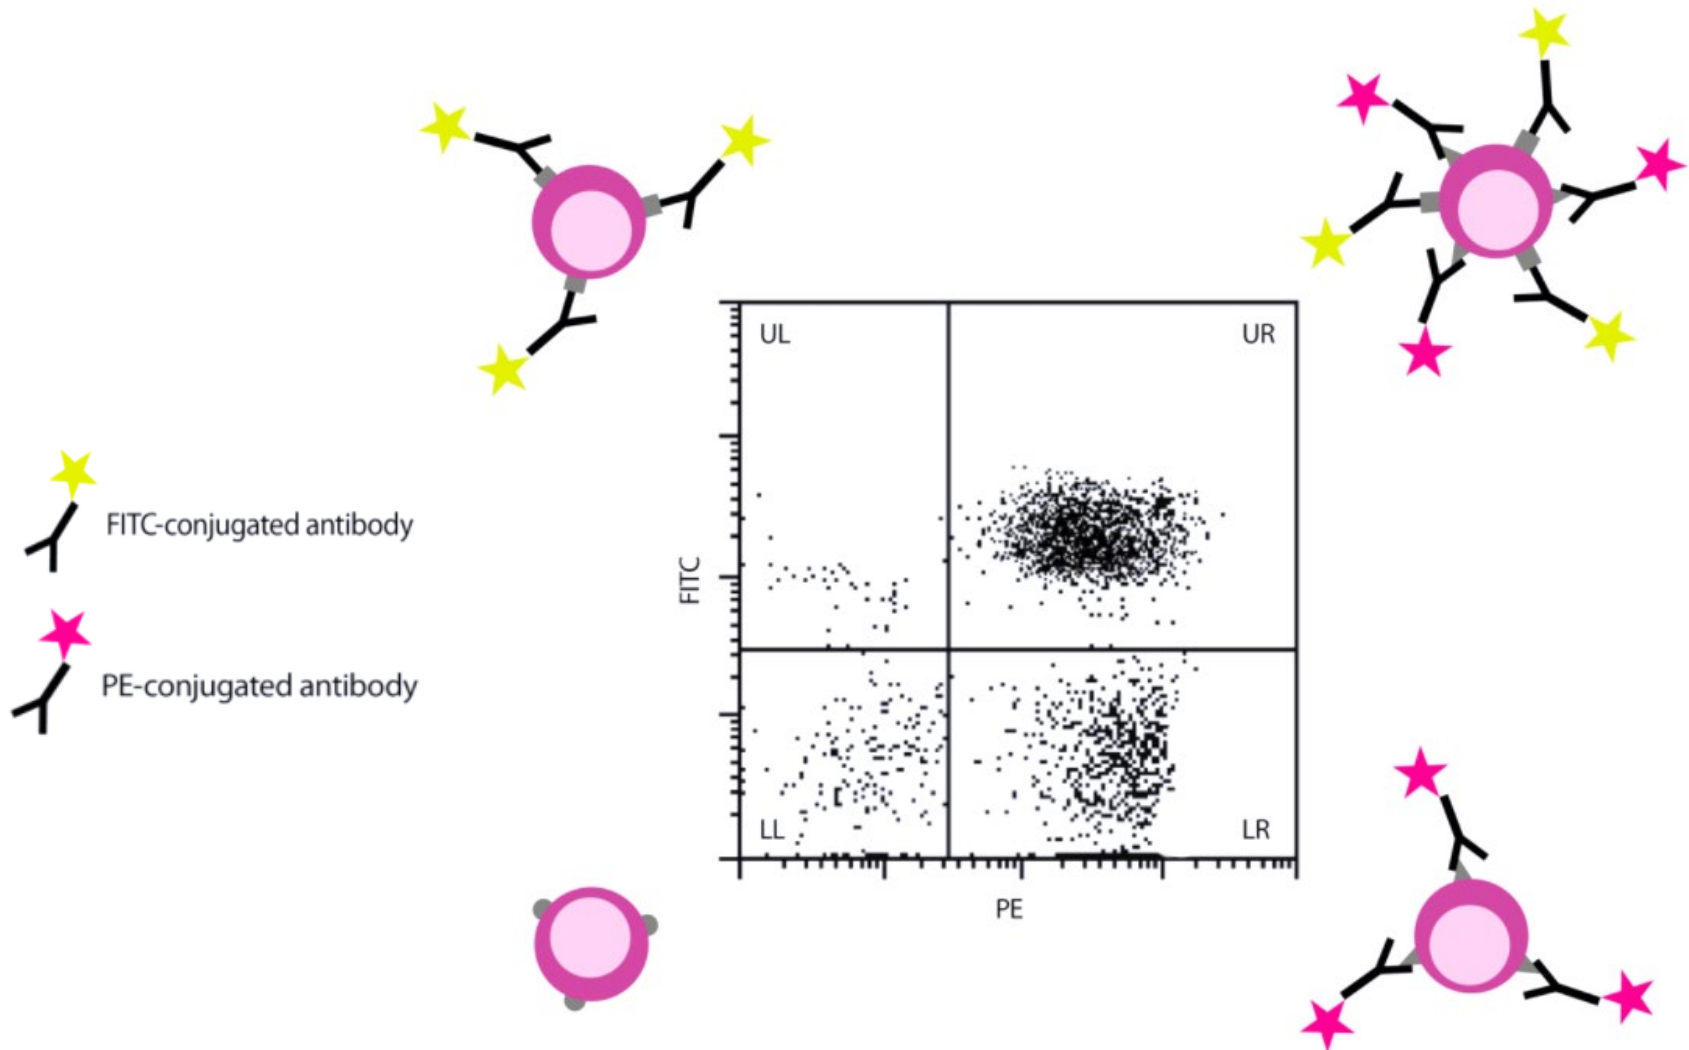 UL
UR
FITC-conjugated antibody
FITC
PE-conjugated antibody
LL
LR
PE